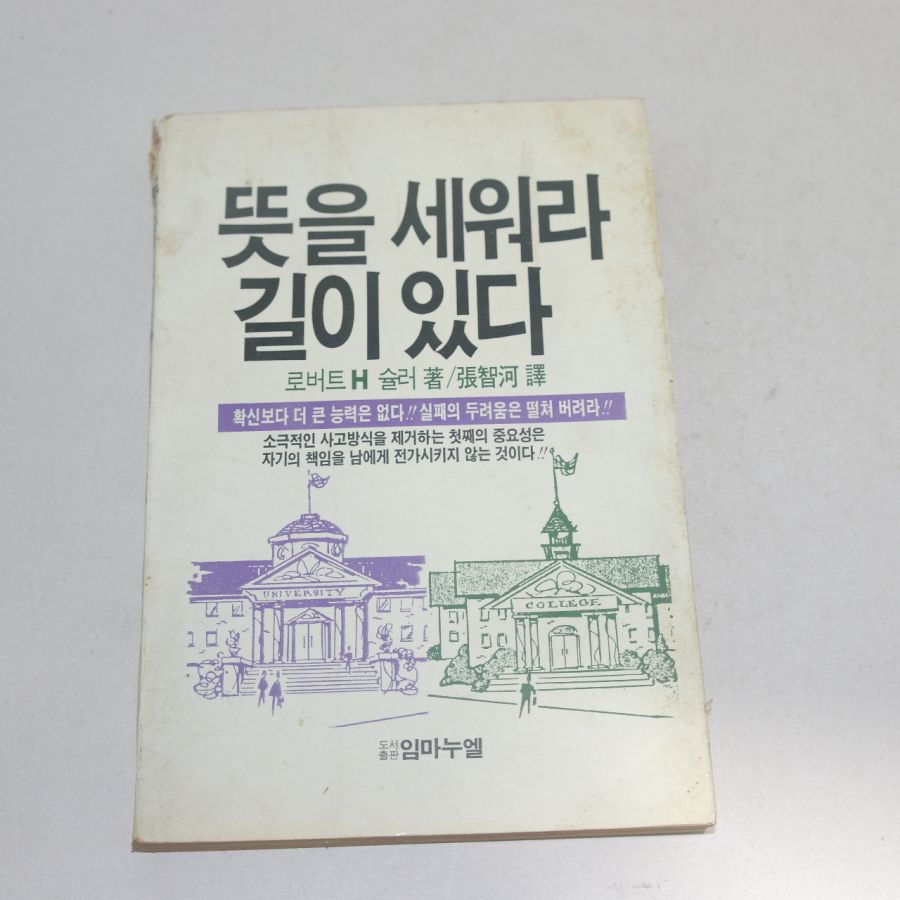 뜻을 세워라
길이 있다
로버트 H 슐러 著/張智河 譯
확신보다 더 큰 능력은 없다!! 실패의 두려움은 떨쳐 버려라!!
소극적인 사고방식을 제거하는 첫째의 중요성은
자기의 책임을 남에게 전가시키지 않는 것이다!!
UNIVERSITY
COLLEGE
도서출판 임마누엘